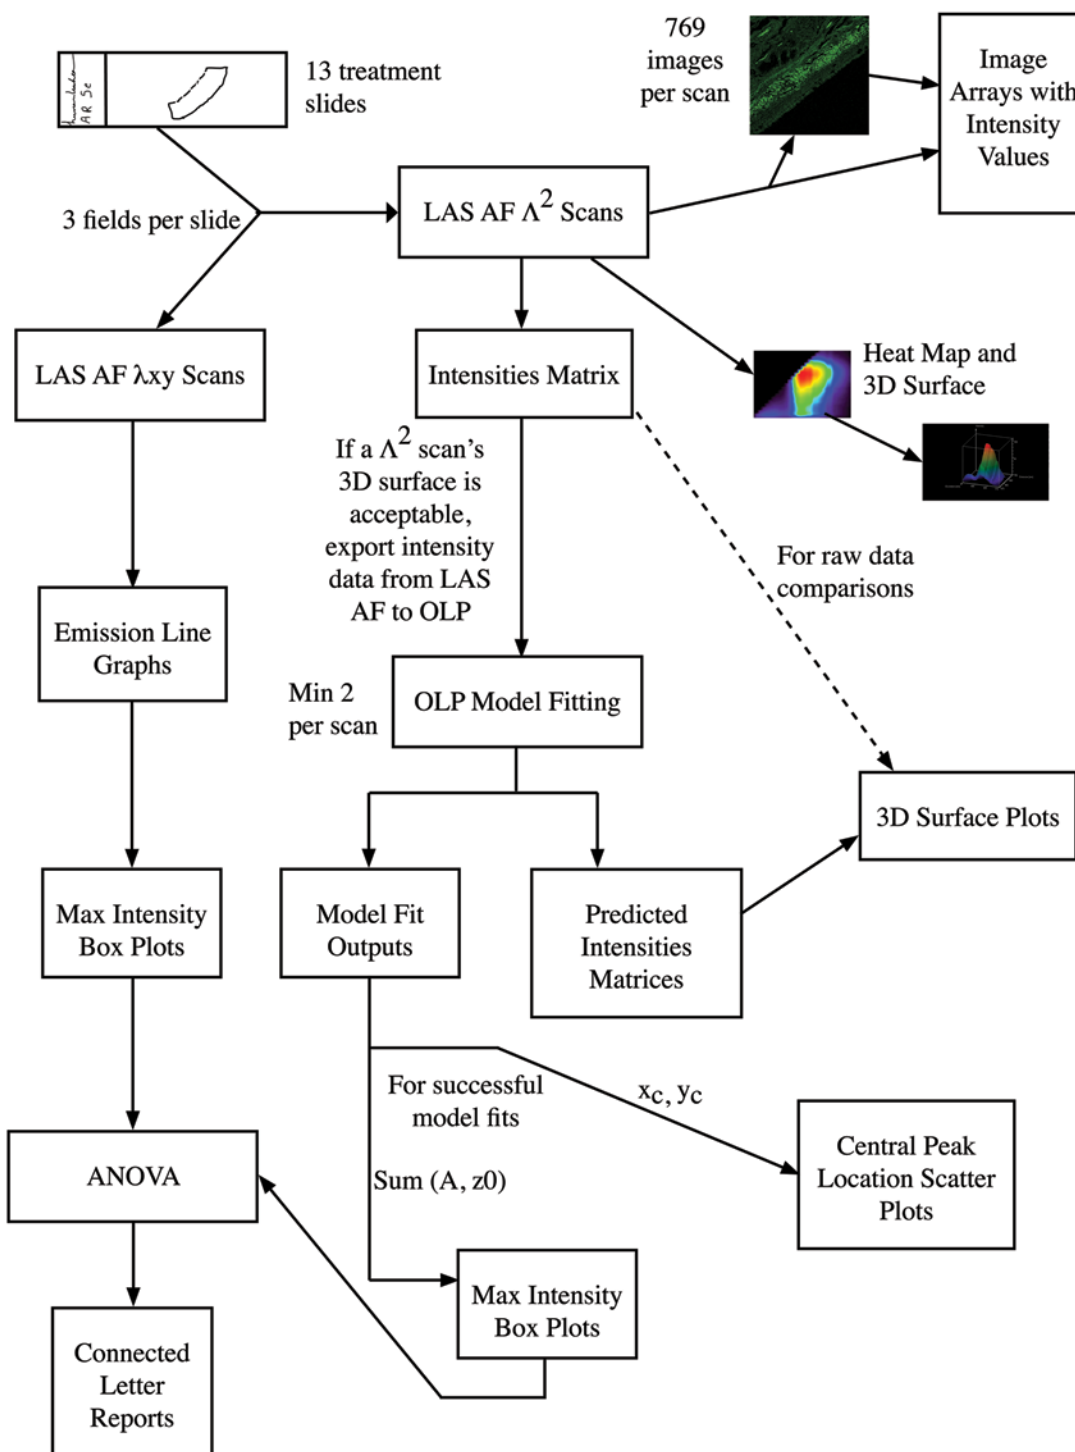 13 treatment
slides
AR Se
769
images
per scan
Image
Arrays with
Intensity
Values
3 fields per slide
LAS AF Λ² Scans
LAS AF λxy Scans
Intensities Matrix
Heat Map and
3D Surface
If a Λ² scan's
3D surface is
acceptable,
export intensity
data from LAS
AF to OLP
For raw data
comparisons
Emission Line
Graphs
Min 2
per scan
OLP Model Fitting
3D Surface Plots
Max Intensity
Box Plots
Model Fit
Outputs
Predicted
Intensities
Matrices
For successful
model fits
xc, yc
Sum (A, z0)
Central Peak
Location Scatter
Plots
ANOVA
Max Intensity
Box Plots
Connected
Letter
Reports